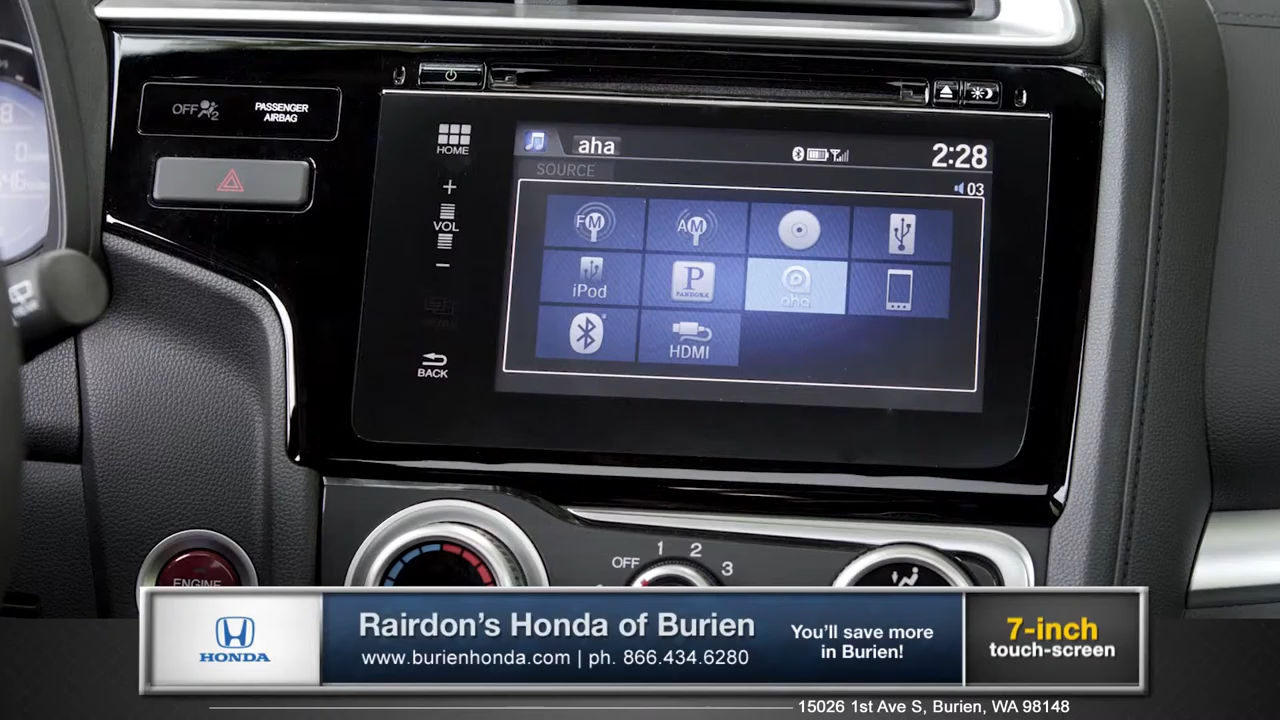 OFF 2
PASSENGER
AIRBAG
HOME
+
VOL
−
BACK
aha
2:28
SOURCE
03
FM
AM
iPod
P
PANDORA
aha
HDMI
OFF
1
2
3
ENGINE
HONDA
Rairdon's Honda of Burien
www.burienhonda.com | ph. 866.434.6280
You'll save more
in Burien!
7-inch
touch-screen
15026 1st Ave S, Burien, WA 98148